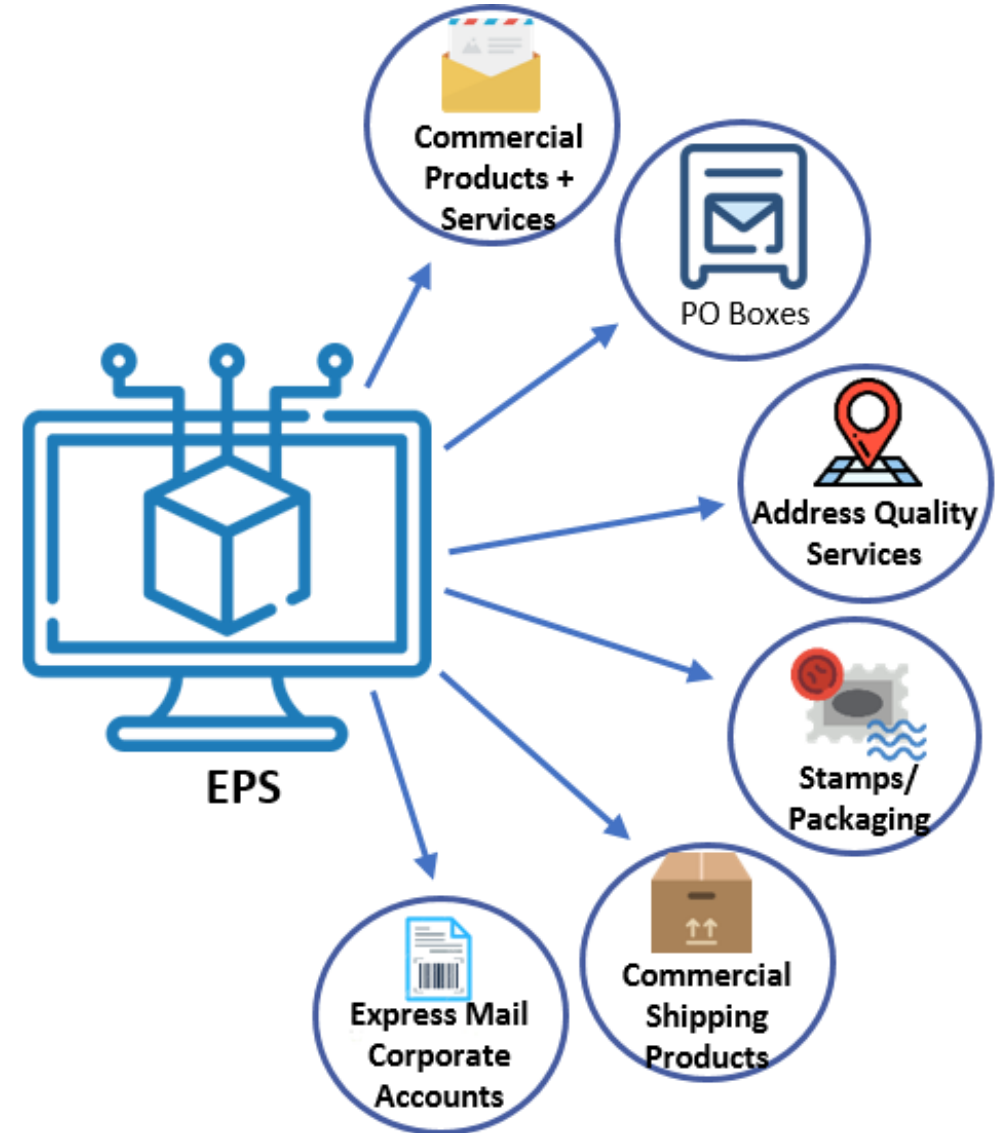 Commercial
Products +
Services
PO Boxes
Address Quality
Services
EPS
Stamps/
Packaging
Commercial
Shipping
Products
Express Mail
Corporate
Accounts